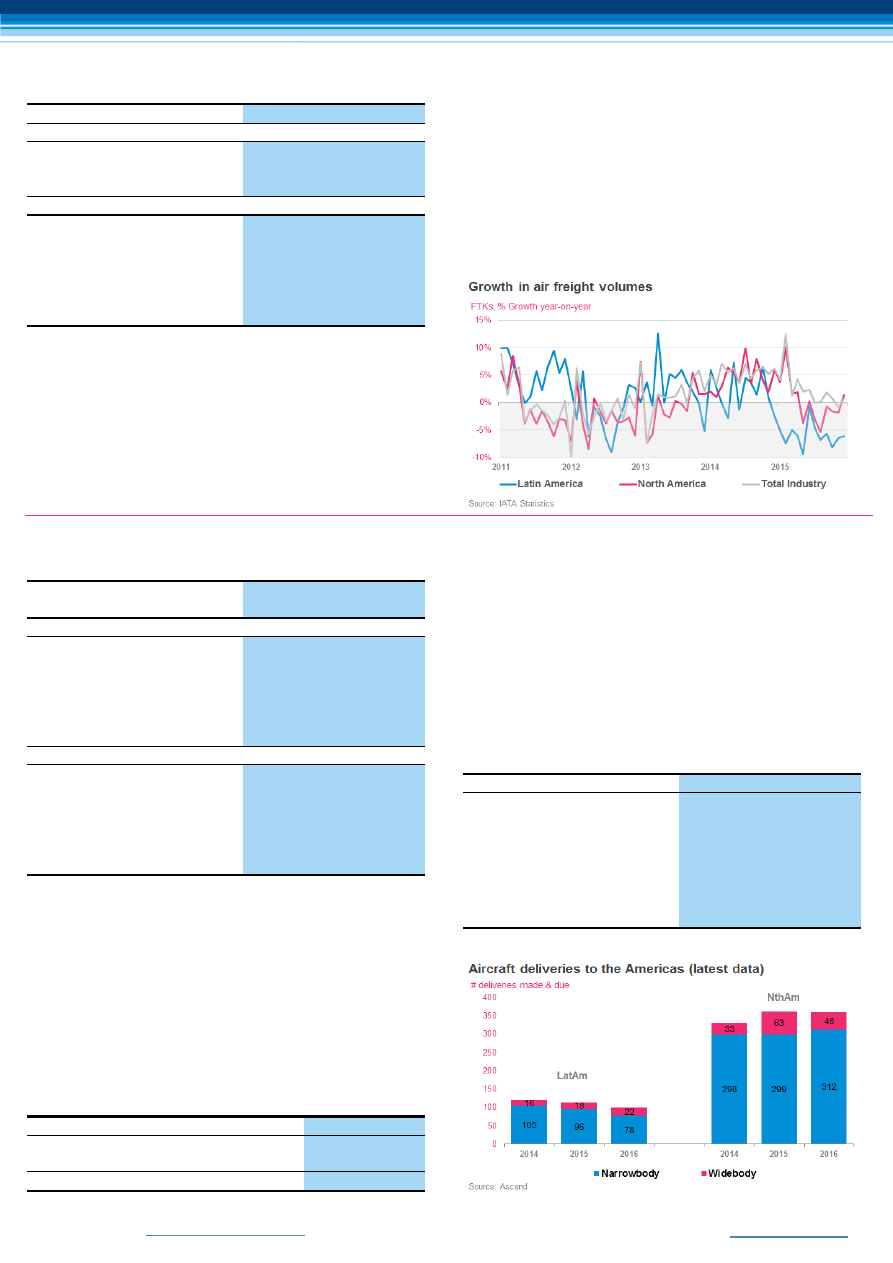 Growth in air freight volumes
FTKs, % Growth year-on-year
15%
10%
5%
0%
-5%
-10%
2011 2012 2013 2014 2015
Latin America North America Total Industry
Source: IATA Statistics
Aircraft deliveries to the Americas (latest data)
# deliveries made & due
400
350
300
250
200
150
100
50
0
LatAm
NthAm
16 18 22 33 63 48
105 96 78 298 299 312
2014 2015 2016 2014 2015 2016
Narrowbody Widebody
Source: Ascend